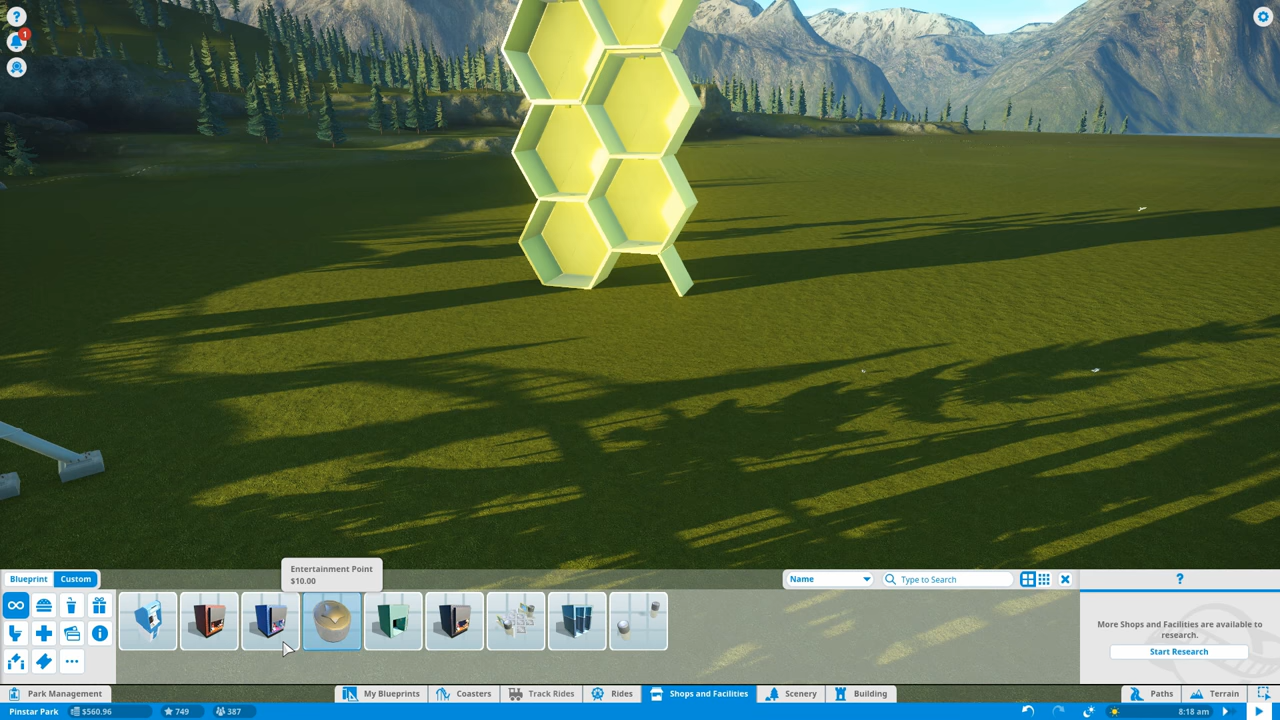 1
Entertainment Point
$10.00
Blueprint
Custom
Name
Type to Search
?
More Shops and Facilities are available to
research.
Start Research
Park Management
My Blueprints
Coasters
Track Rides
Rides
Shops and Facilities
Scenery
Building
Paths
Terrain
Pinstar Park
$560.96
749
387
8:18 am